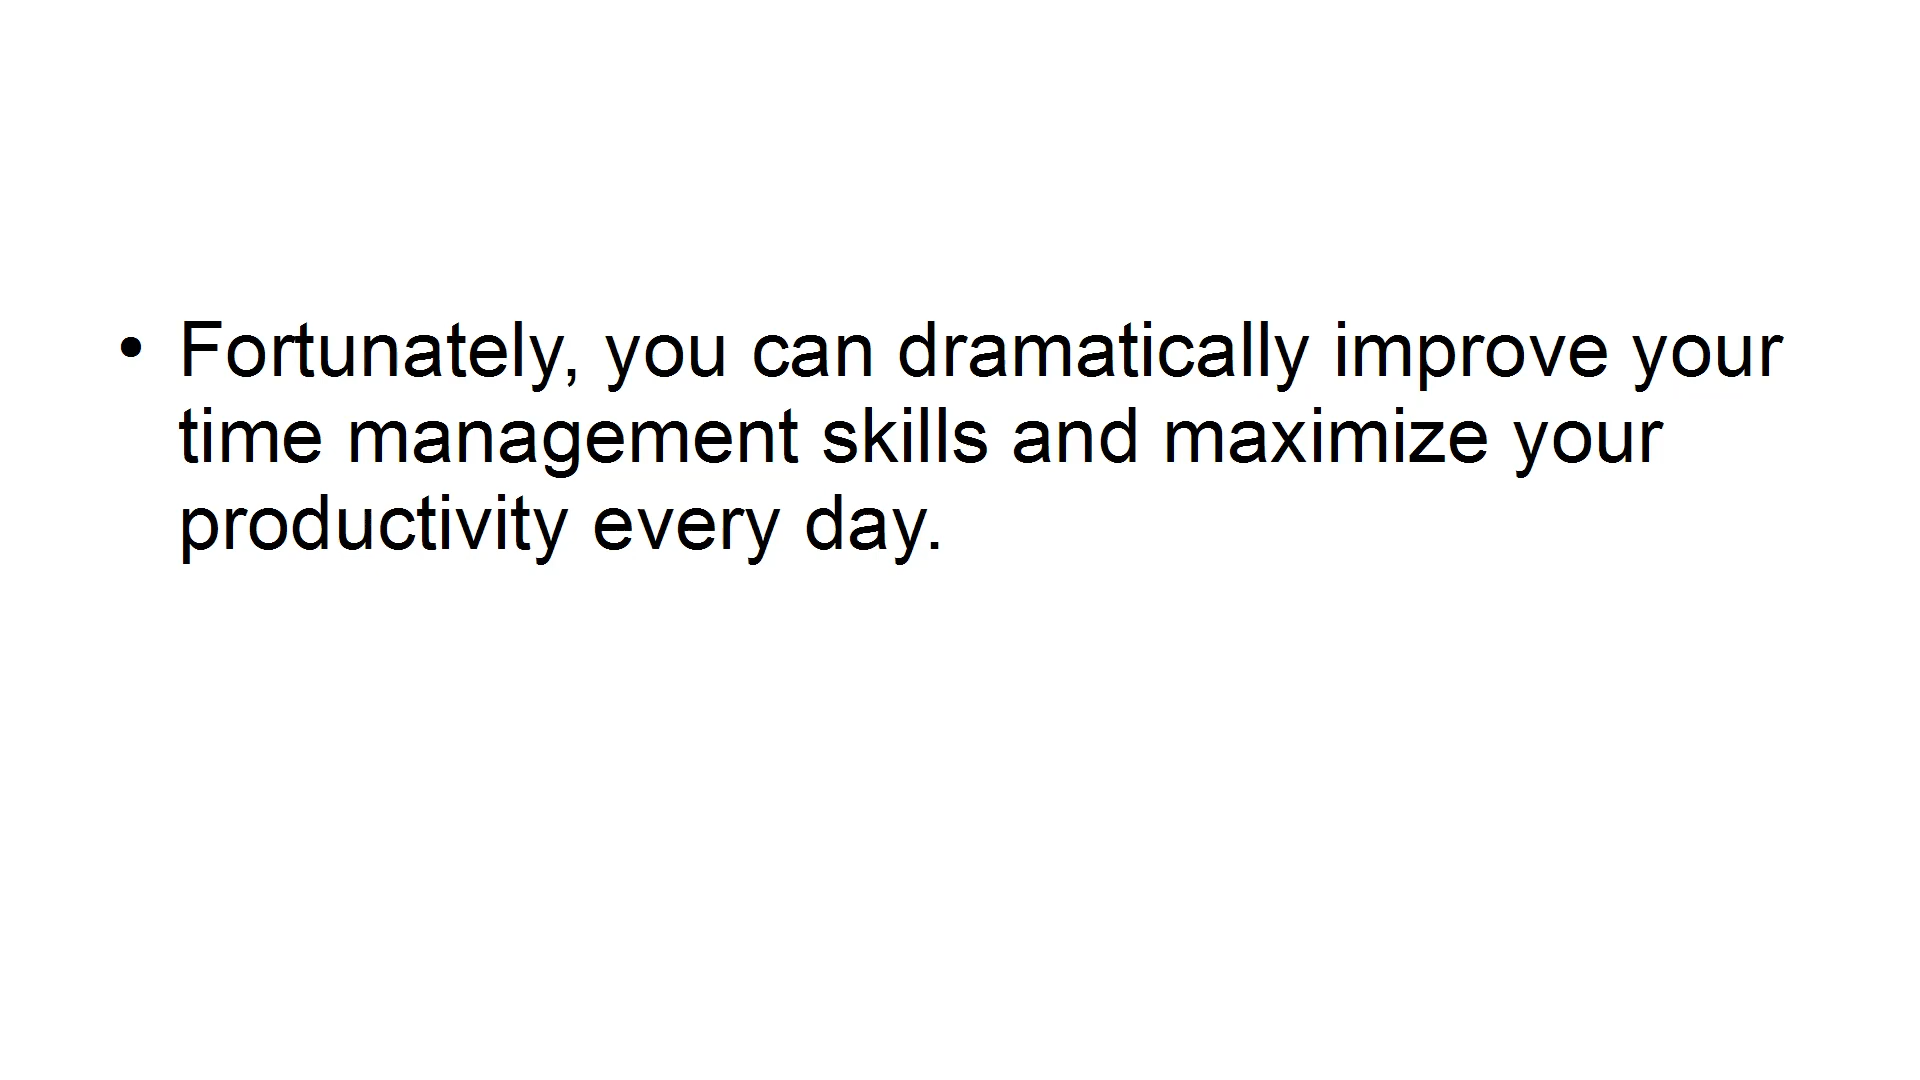 • Fortunately, you can dramatically improve your
time management skills and maximize your
productivity every day.